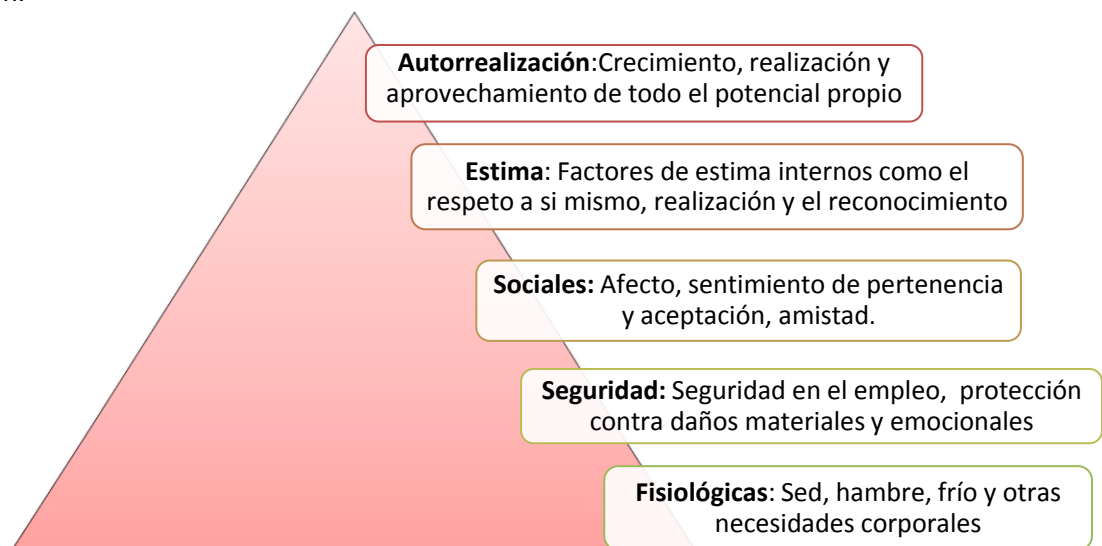 Autorrealización:Crecimiento, realización y
aprovechamiento de todo el potencial propio
Estima: Factores de estima internos como el
respeto a si mismo, realización y el reconocimiento
Sociales: Afecto, sentimiento de pertenencia
y aceptación, amistad.
Seguridad: Seguridad en el empleo,  protección
contra daños materiales y emocionales
Fisiológicas: Sed, hambre, frío y otras
necesidades corporales